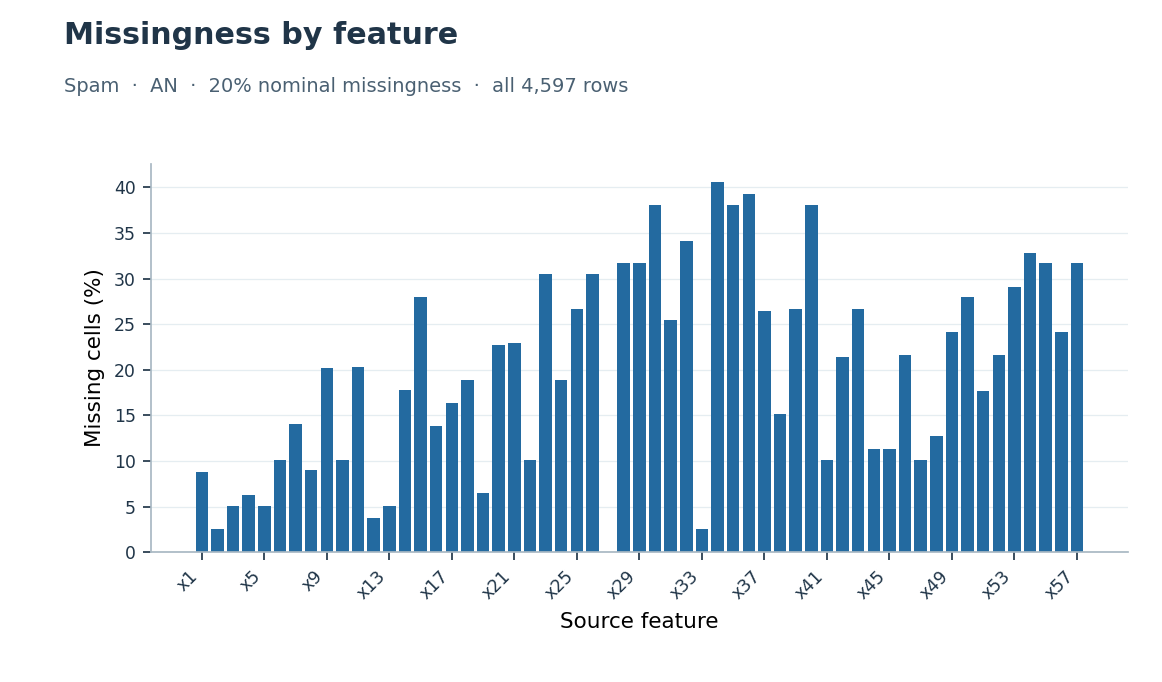 Missingness by feature
Spam · AN · 20% nominal missingness · all 4,597 rows
40
35
30
25
20
15
10
5
0
Missing cells (%)
x1 x5 x9 x13 x17 x21 x25 x29 x33 x37 x41 x45 x49 x53 x57
Source feature